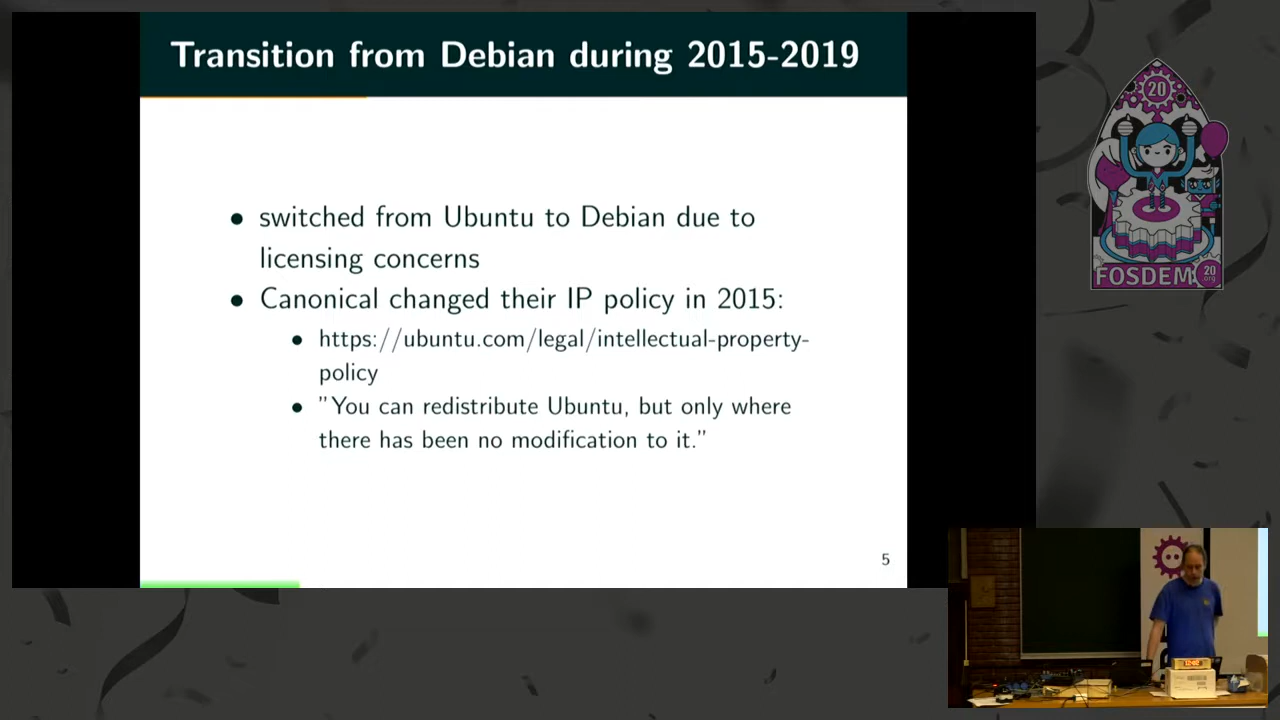 Transition from Debian during 2015-2019
• switched from Ubuntu to Debian due to
licensing concerns
• Canonical changed their IP policy in 2015:
• https://ubuntu.com/legal/intellectual-property-
policy
• ”You can redistribute Ubuntu, but only where
there has been no modification to it.”
5
20
FOSDEM
20
.org